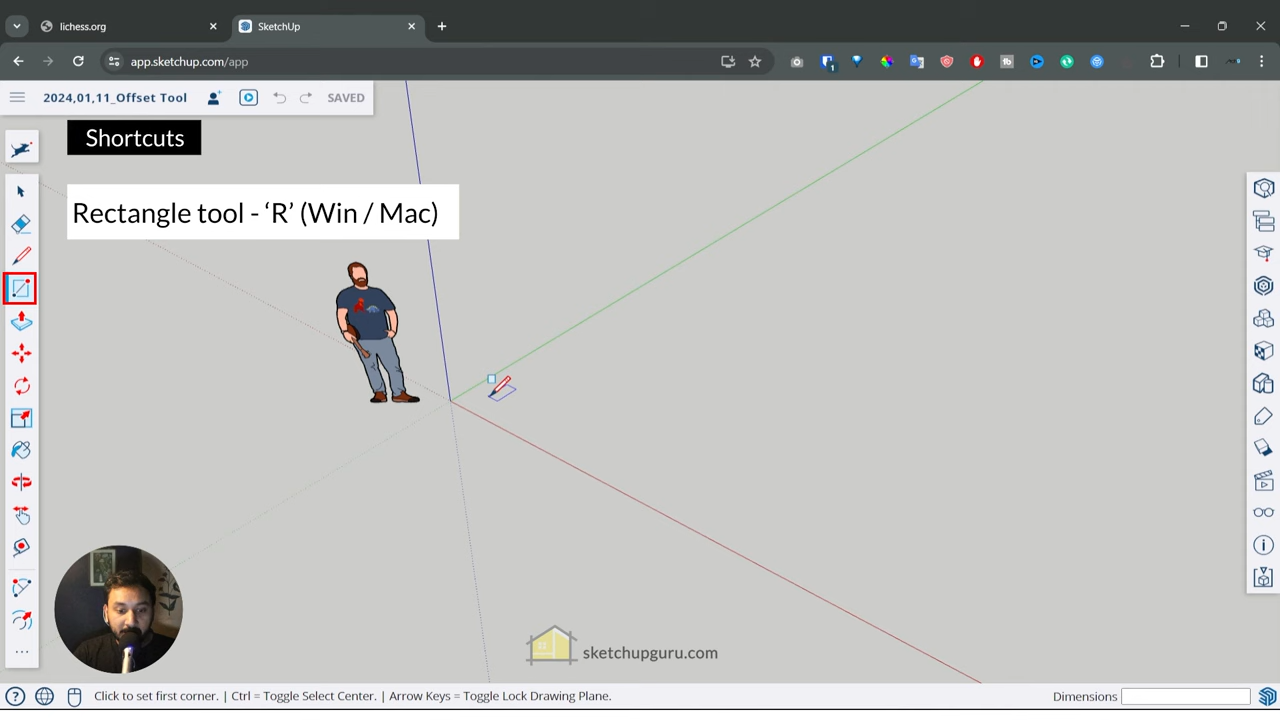 lichess.org
SketchUp
app.sketchup.com/app
2024,01,11_Offset Tool
SAVED
Shortcuts
Rectangle tool - ‘R’ (Win / Mac)
sketchupguru.com
Click to set first corner. | Ctrl = Toggle Select Center. | Arrow Keys = Toggle Lock Drawing Plane.
Dimensions